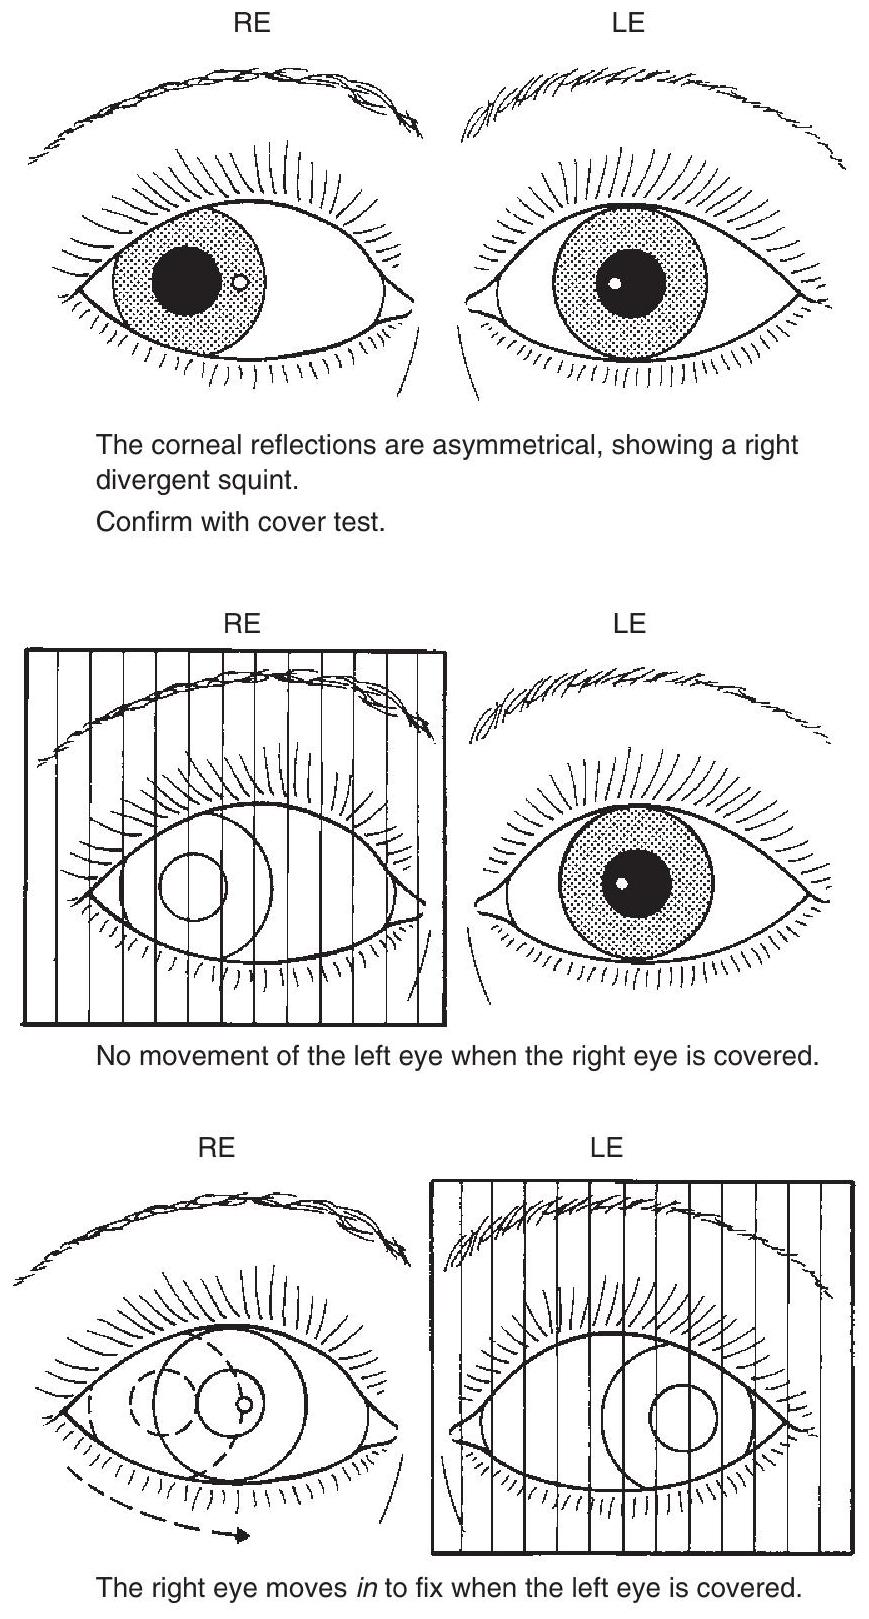 RE LE
The corneal reflections are asymmetrical, showing a right
divergent squint.
Confirm with cover test.
RE LE
No movement of the left eye when the right eye is covered.
RE LE
The right eye moves in to fix when the left eye is covered.